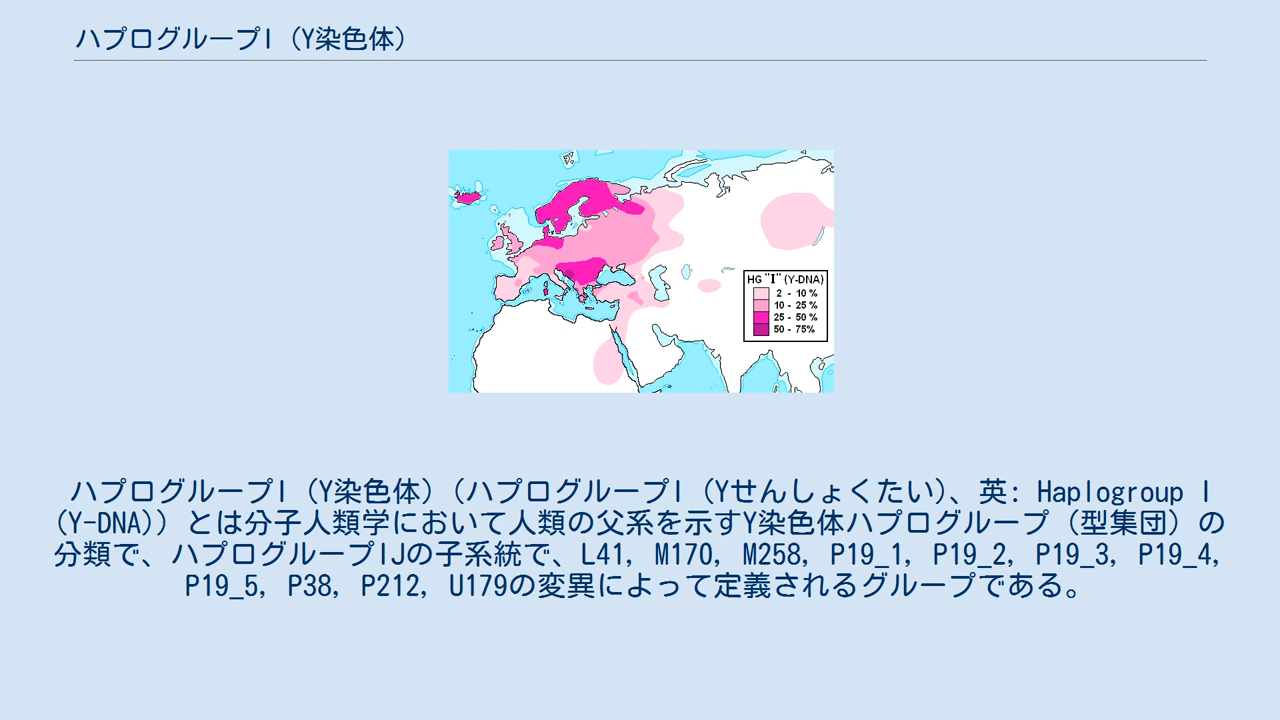 ハプログループI（Y染色体）
HG "I" (Y-DNA)
2 - 10 %
10 - 25 %
25 - 50 %
50 - 75%
ハプログループI（Y染色体）（ハプログループI（Yせんしょくたい）、英: Haplogroup I
(Y-DNA)）とは分子人類学において人類の父系を示すY染色体ハプログループ（型集団）の
分類で、ハプログループIJの子系統で、L41, M170, M258, P19_1, P19_2, P19_3, P19_4,
P19_5, P38, P212, U179の変異によって定義されるグループである。